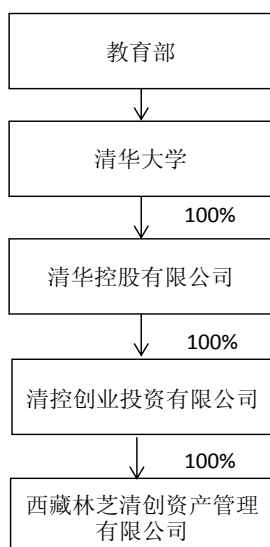 教育部
清华大学
100%
清华控股有限公司
100%
清控创业投资有限公司
100%
西藏林芝清创资产管理
有限公司